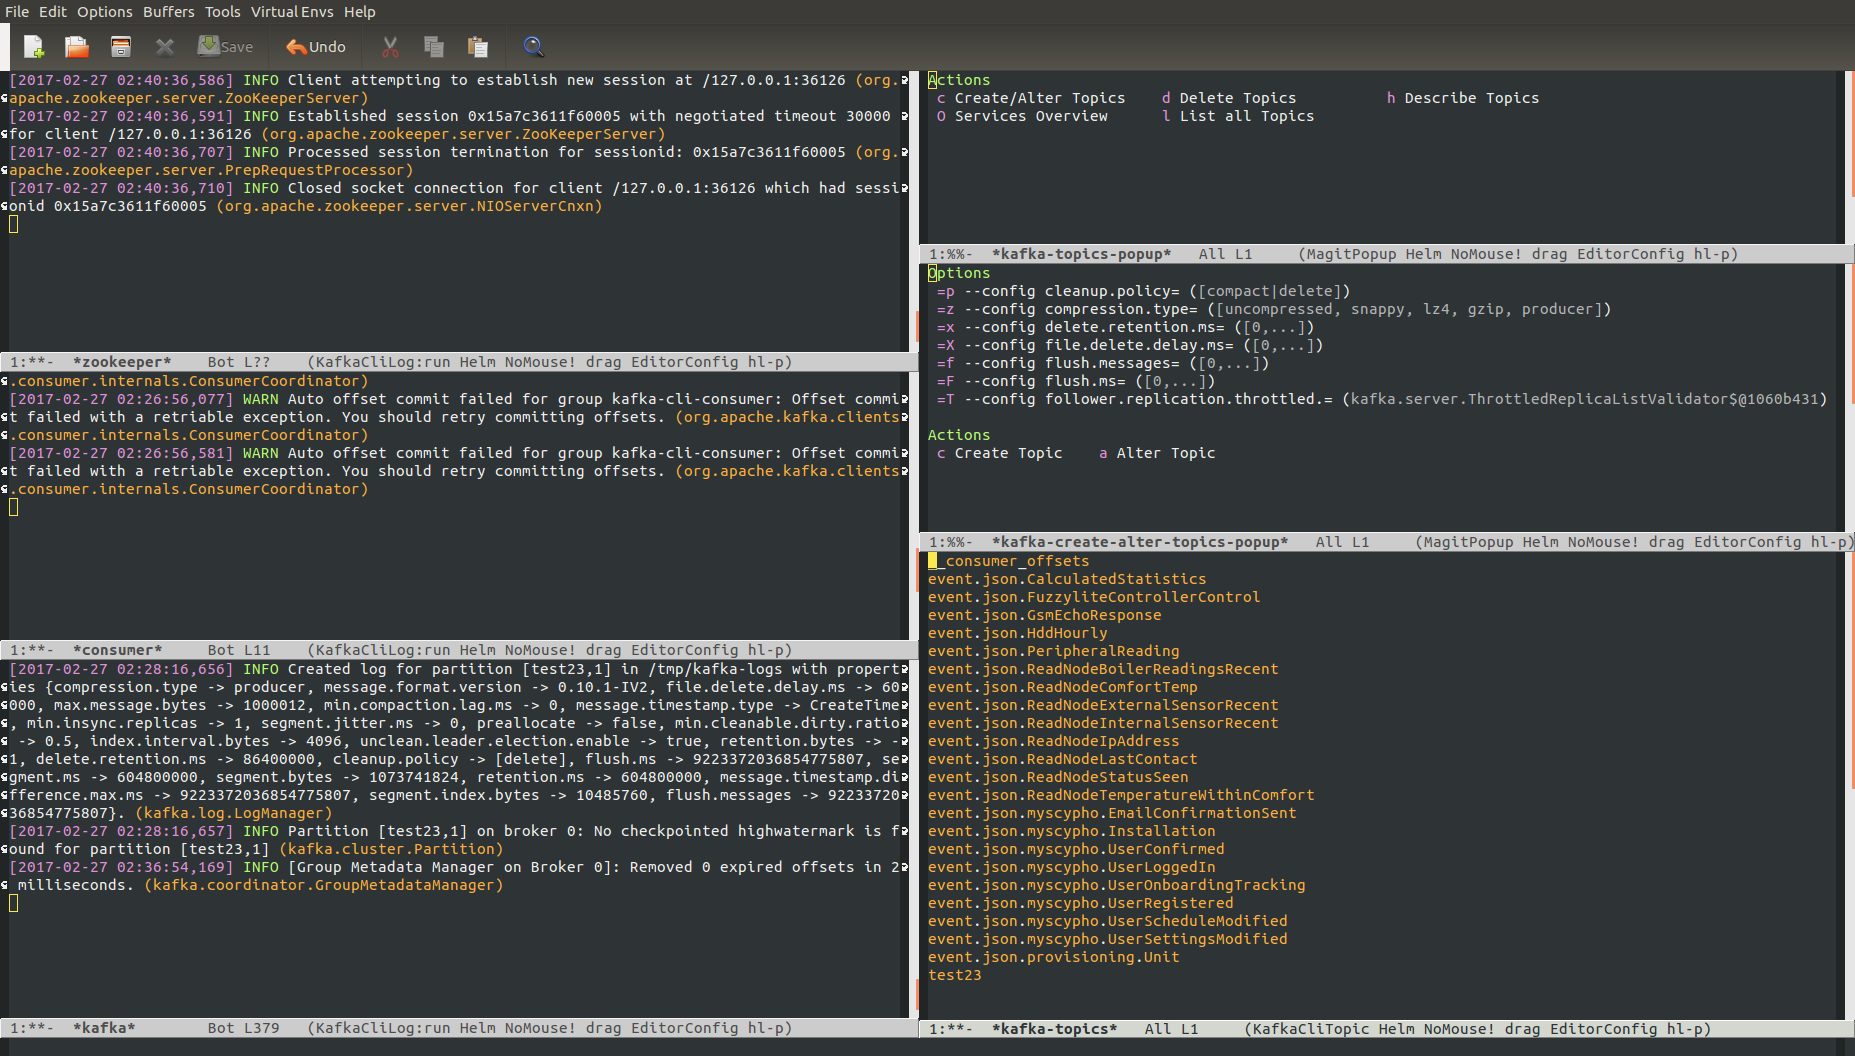 File Edit Options Buffers Tools Virtual Envs Help
Save Undo
[2017-02-27 02:40:36,586] INFO Client attempting to establish new session at /127.0.0.1:36126 (org.
apache.zookeeper.server.ZooKeeperServer)
[2017-02-27 02:40:36,591] INFO Established session 0x15a7c3611f60005 with negotiated timeout 30000
for client /127.0.0.1:36126 (org.apache.zookeeper.server.ZooKeeperServer)
[2017-02-27 02:40:36,707] INFO Processed session termination for sessionid: 0x15a7c3611f60005 (org.
apache.zookeeper.server.PrepRequestProcessor)
[2017-02-27 02:40:36,710] INFO Closed socket connection for client /127.0.0.1:36126 which had sessi
onid 0x15a7c3611f60005 (org.apache.zookeeper.server.NIOServerCnxn)
1:**-  *zookeeper*    Bot L??    (KafkaCliLog:run Helm NoMouse! drag EditorConfig hl-p)
.consumer.internals.ConsumerCoordinator)
[2017-02-27 02:26:56,077] WARN Auto offset commit failed for group kafka-cli-consumer: Offset commi
t failed with a retriable exception. You should retry committing offsets. (org.apache.kafka.clients
.consumer.internals.ConsumerCoordinator)
[2017-02-27 02:26:56,581] WARN Auto offset commit failed for group kafka-cli-consumer: Offset commi
t failed with a retriable exception. You should retry committing offsets. (org.apache.kafka.clients
.consumer.internals.ConsumerCoordinator)
1:**-  *consumer*     Bot L11    (KafkaCliLog:run Helm NoMouse! drag EditorConfig hl-p)
[2017-02-27 02:28:16,656] INFO Created log for partition [test23,1] in /tmp/kafka-logs with propert
ies {compression.type -> producer, message.format.version -> 0.10.1-IV2, file.delete.delay.ms -> 60
000, max.message.bytes -> 1000012, min.compaction.lag.ms -> 0, message.timestamp.type -> CreateTime
, min.insync.replicas -> 1, segment.jitter.ms -> 0, preallocate -> false, min.cleanable.dirty.ratio
 -> 0.5, index.interval.bytes -> 4096, unclean.leader.election.enable -> true, retention.bytes -> -
1, delete.retention.ms -> 86400000, cleanup.policy -> [delete], flush.ms -> 9223372036854775807, se
gment.ms -> 604800000, segment.bytes -> 1073741824, retention.ms -> 604800000, message.timestamp.di
fference.max.ms -> 9223372036854775807, segment.index.bytes -> 10485760, flush.messages -> 92233720
36854775807}. (kafka.log.LogManager)
[2017-02-27 02:28:16,657] INFO Partition [test23,1] on broker 0: No checkpointed highwatermark is f
ound for partition [test23,1] (kafka.cluster.Partition)
[2017-02-27 02:36:54,169] INFO [Group Metadata Manager on Broker 0]: Removed 0 expired offsets in 2
 milliseconds. (kafka.coordinator.GroupMetadataManager)
1:**-  *kafka*        Bot L379   (KafkaCliLog:run Helm NoMouse! drag EditorConfig hl-p)
Actions
c Create/Alter Topics    d Delete Topics          h Describe Topics
O Services Overview      l List all Topics
1:%%-  *kafka-topics-popup*   All L1     (MagitPopup Helm NoMouse! drag EditorConfig hl-p)
Options
=p --config cleanup.policy= ([compact|delete])
=z --config compression.type= ([uncompressed, snappy, lz4, gzip, producer])
=x --config delete.retention.ms= ([0,...])
=X --config file.delete.delay.ms= ([0,...])
=f --config flush.messages= ([0,...])
=F --config flush.ms= ([0,...])
=T --config follower.replication.throttled.= (kafka.server.ThrottledReplicaListValidator$@1060b431)
Actions
c Create Topic    a Alter Topic
1:%%-  *kafka-create-alter-topics-popup*   All L1     (MagitPopup Helm NoMouse! drag EditorConfig hl-p)
__consumer_offsets
event.json.CalculatedStatistics
event.json.FuzzyliteControllerControl
event.json.GsmEchoResponse
event.json.HddHourly
event.json.PeripheralReading
event.json.ReadNodeBoilerReadingsRecent
event.json.ReadNodeComfortTemp
event.json.ReadNodeExternalSensorRecent
event.json.ReadNodeInternalSensorRecent
event.json.ReadNodeIpAddress
event.json.ReadNodeLastContact
event.json.ReadNodeStatusSeen
event.json.ReadNodeTemperatureWithinComfort
event.json.myscypho.EmailConfirmationSent
event.json.myscypho.Installation
event.json.myscypho.UserConfirmed
event.json.myscypho.UserLoggedIn
event.json.myscypho.UserOnboardingTracking
event.json.myscypho.UserRegistered
event.json.myscypho.UserScheduleModified
event.json.myscypho.UserSettingsModified
event.json.provisioning.Unit
test23
1:**-  *kafka-topics*   All L1     (KafkaCliTopic Helm NoMouse! drag EditorConfig hl-p)